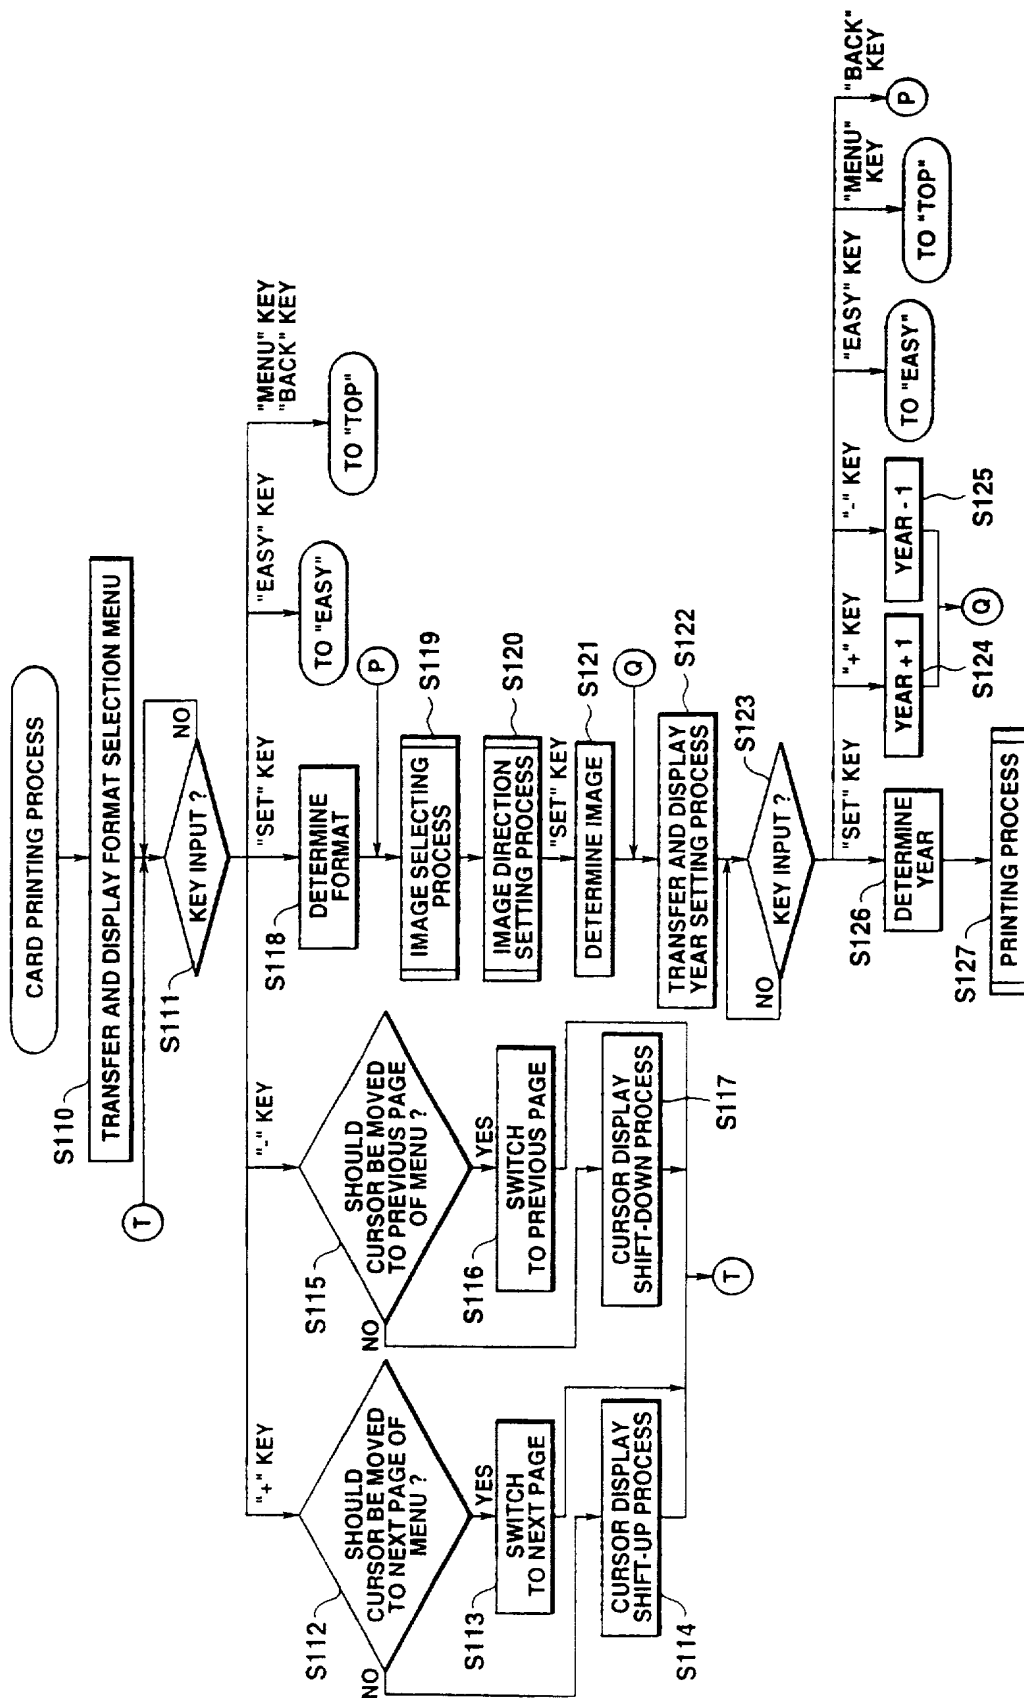 CARD PRINTING PROCESS
S110
TRANSFER AND DISPLAY FORMAT SELECTION MENU
T
NO
KEY INPUT ?
S111
"+" KEY
"-" KEY
"SET" KEY
"EASY" KEY
"MENU" KEY
"BACK" KEY
SHOULD
CURSOR BE MOVED
TO NEXT PAGE OF
MENU ?
S112
NO
YES
SWITCH
TO NEXT PAGE
S113
CURSOR DISPLAY
SHIFT-UP PROCESS
S114
SHOULD
CURSOR BE MOVED
TO PREVIOUS PAGE
OF MENU ?
S115
NO
YES
SWITCH
TO PREVIOUS PAGE
S116
CURSOR DISPLAY
SHIFT-DOWN PROCESS
S117
T
DETERMINE
FORMAT
S118
TO "EASY"
TO "TOP"
P
IMAGE SELECTING
PROCESS
S119
IMAGE DIRECTION
SETTING PROCESS
S120
"SET" KEY
DETERMINE IMAGE
S121
Q
TRANSFER AND DISPLAY
YEAR SETTING PROCESS
S122
KEY INPUT ?
S123
NO
"SET" KEY
"+" KEY
"-" KEY
"EASY" KEY
"MENU"
KEY
"BACK"
KEY
DETERMINE
YEAR
S126
YEAR + 1
S124
YEAR - 1
S125
Q
TO "EASY"
TO "TOP"
P
PRINTING PROCESS
S127